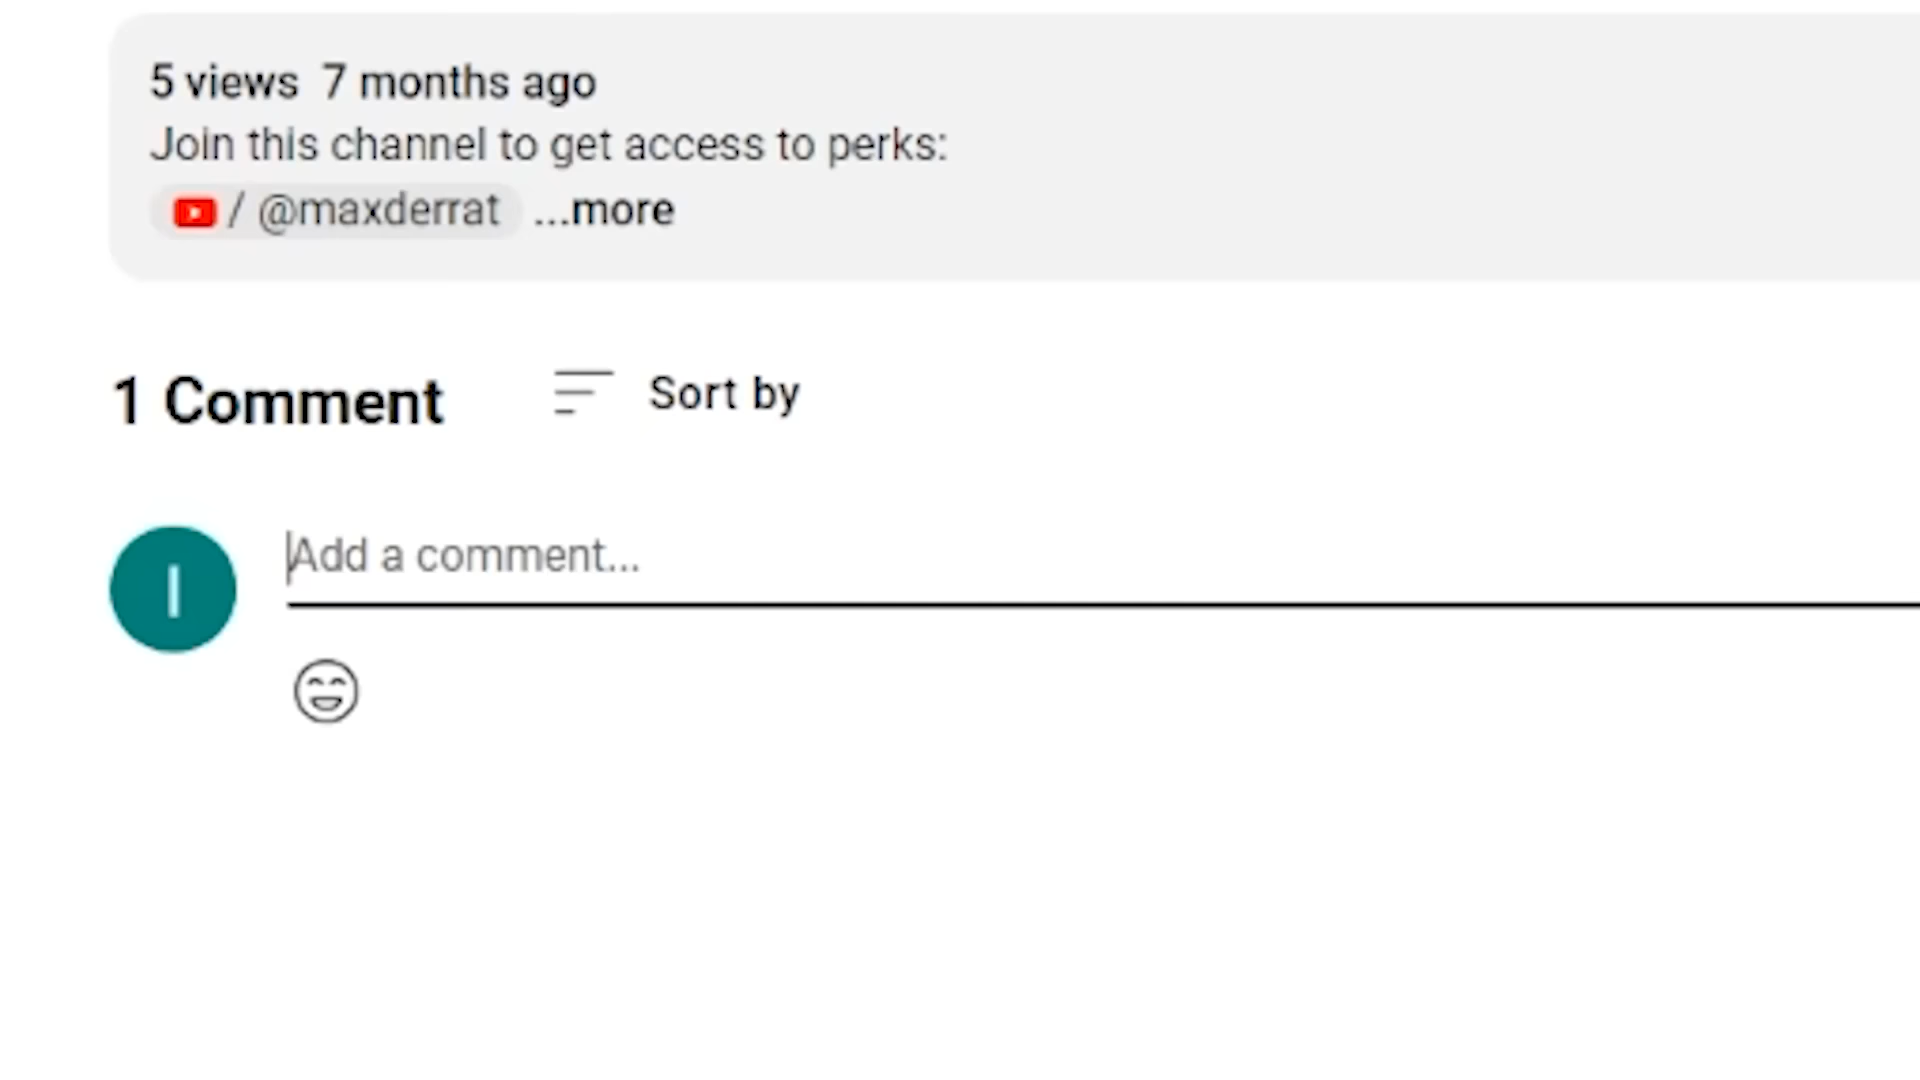 5 views 7 months ago
Join this channel to get access to perks:
/ @maxderrat ...more
1 Comment
Sort by
I
Add a comment...